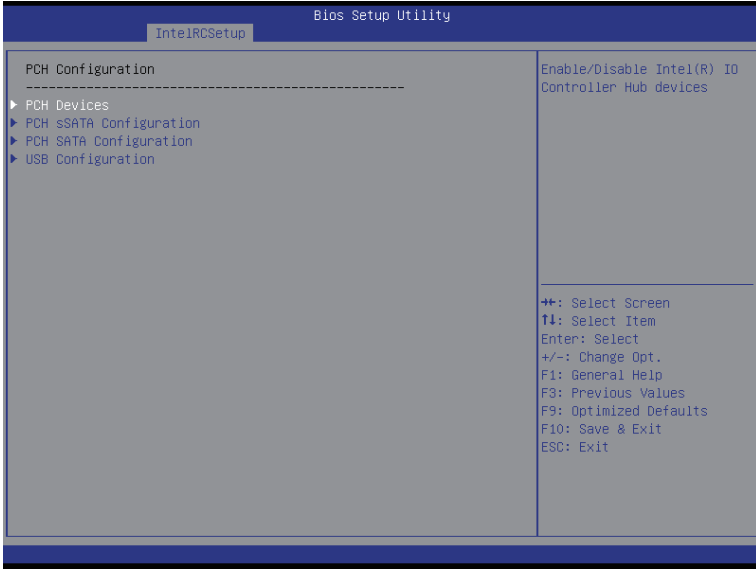 Bios Setup Utility
IntelRCSetup
PCH Configuration
--------------------------------------------------
PCH Devices
PCH sSATA Configuration
PCH SATA Configuration
USB Configuration
Enable/Disable Intel(R) IO
Controller Hub devices
→←: Select Screen
↑↓: Select Item
Enter: Select
+/-: Change Opt.
F1: General Help
F3: Previous Values
F9: Optimized Defaults
F10: Save & Exit
ESC: Exit